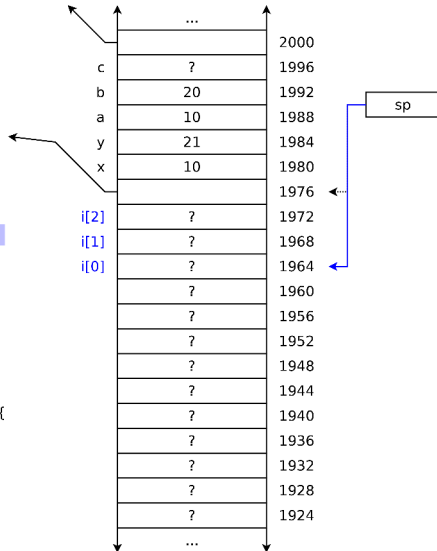 ...
2000
c ? 1996
b 20 1992
a 10 1988
sp
y 21 1984
x 10 1980
1976
i[2] ? 1972
i[1] ? 1968
i[0] ? 1964
? 1960
? 1956
? 1952
? 1948
? 1944
{ ? 1940
? 1936
? 1932
? 1928
? 1924
...